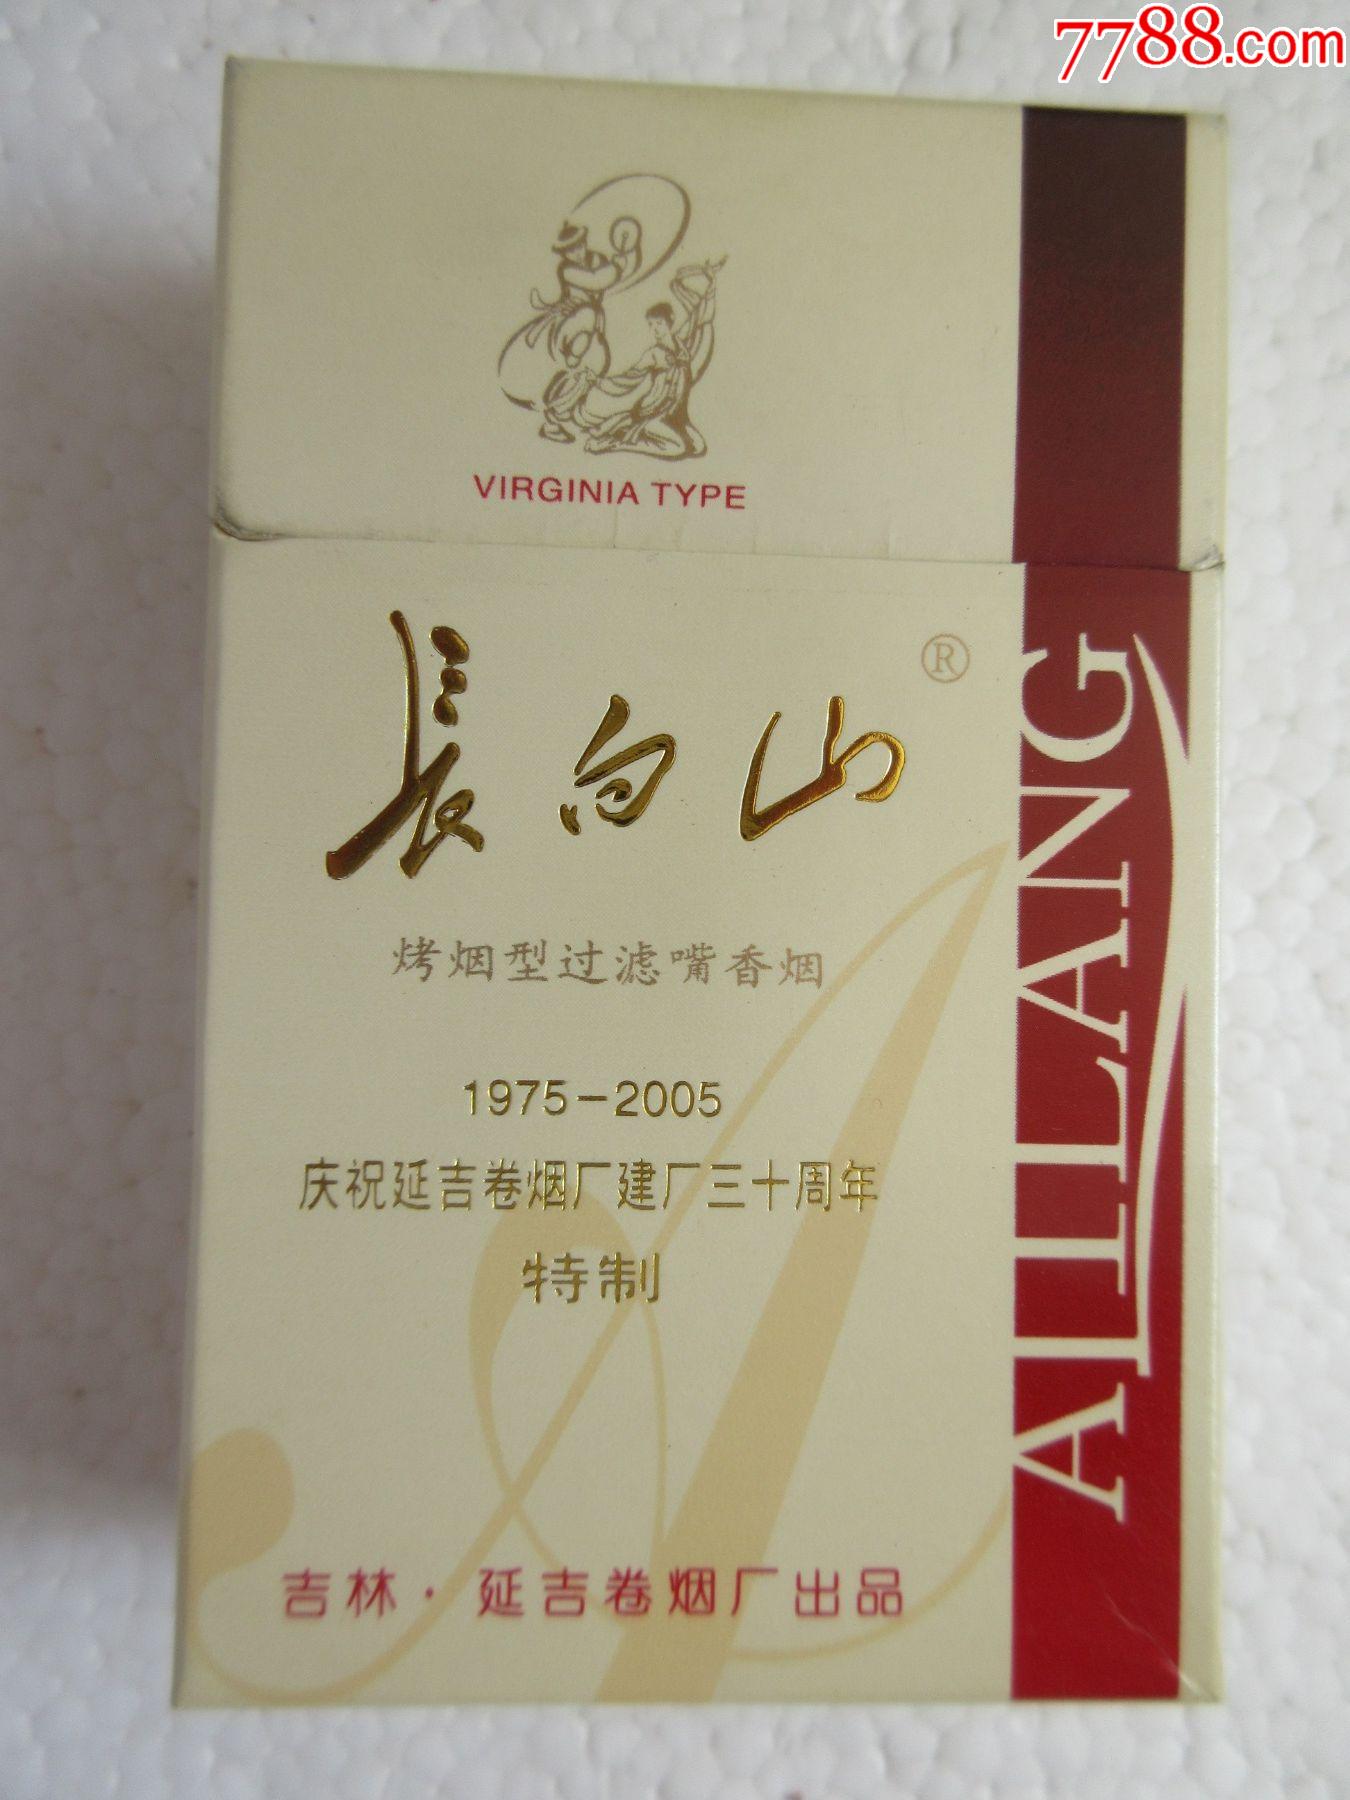 7788.com
VIRGINIA TYPE
長白山®
烤烟型过滤嘴香烟
1975-2005
庆祝延吉卷烟厂建厂三十周年
特制
吉林·延吉卷烟厂出品
AILILANG